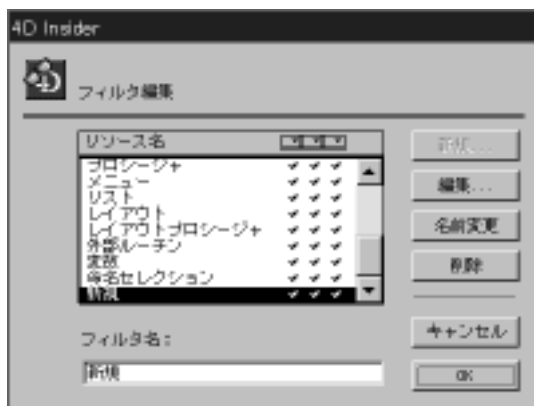 4D Insider
フィルタ編集
リソース名
プロシージャ
メニュー
リスト
レイアウト
レイアウトプロシージャ
外部ルーチン
変数
命名セレクション
新規
新規...
編集...
名前変更
削除
キャンセル
OK
フィルタ名：
新規